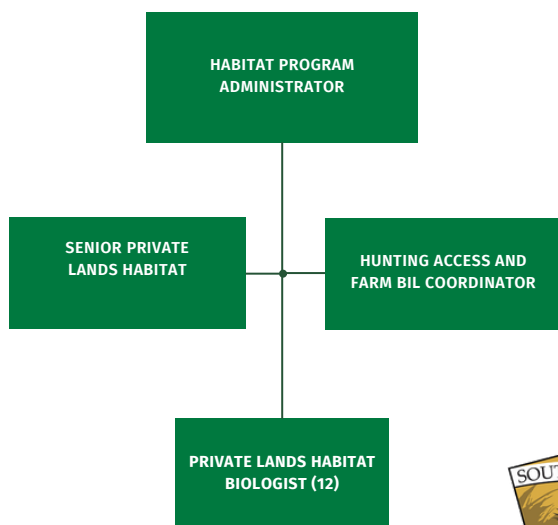 HABITAT PROGRAM
ADMINISTRATOR
SENIOR PRIVATE
LANDS HABITAT
HUNTING ACCESS AND
FARM BIL COORDINATOR
PRIVATE LANDS HABITAT
BIOLOGIST (12)